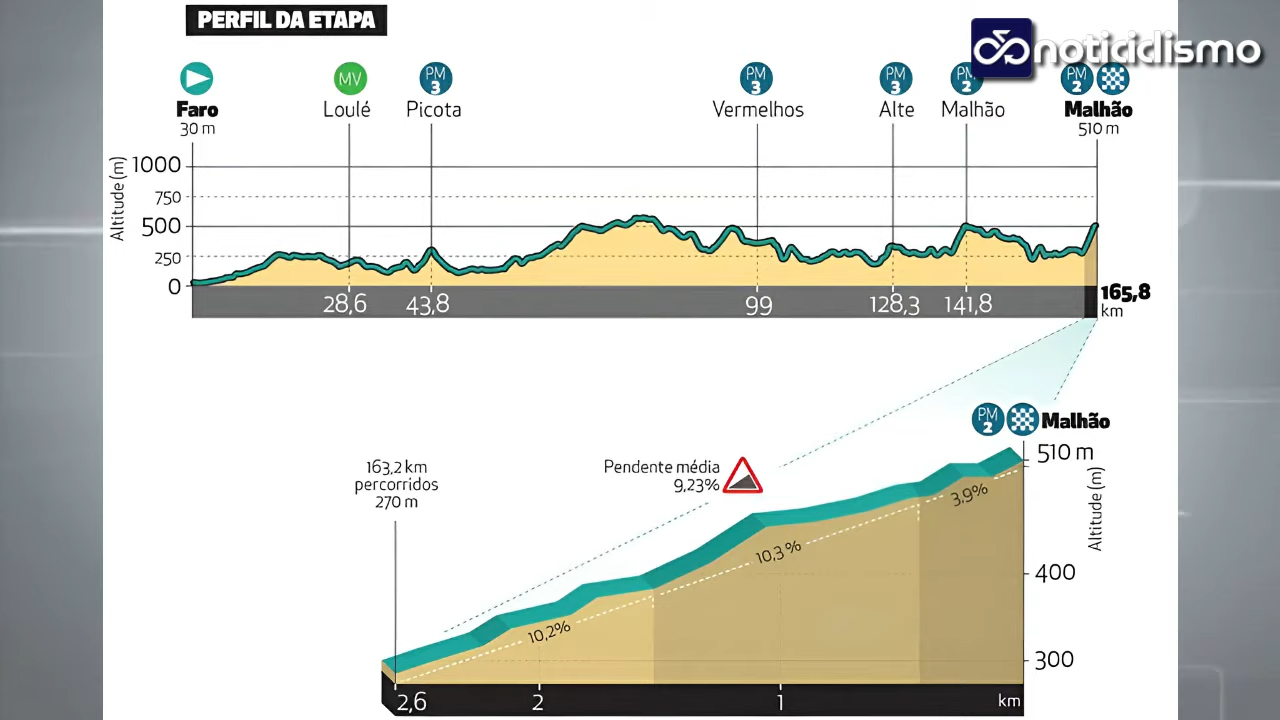 PERFIL DA ETAPA
noticiclismo
MV
PM
3
PM
3
PM
3
PM
2
PM
2
Faro
Loulé
Picota
Vermelhos
Alte
Malhão
Malhão
30 m
510 m
Altitude (m)
1000
750
500
250
0
28,6
43,8
99
128,3
141,8
165,8
km
PM
2
Malhão
163,2 km
percorridos
270 m
Pendente média
9,23%
510 m
Altitude (m)
400
300
10,2%
10,3 %
3.9%
2,6
2
1
km